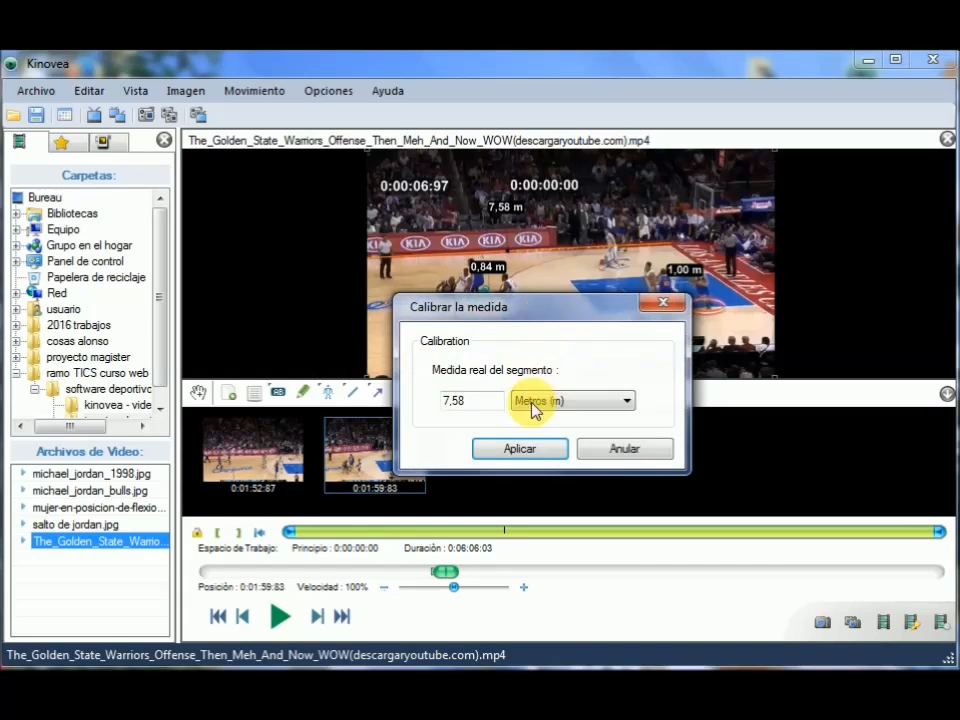 Kinovea
Archivo Editar Vista Imagen Movimiento Opciones Ayuda
The_Golden_State_Warriors_Offense_Then_Meh_And_Now_WOW(descargaryoutube.com).mp4
Carpetas:
Bureau
Bibliotecas
Equipo
Grupo en el hogar
Panel de control
Papelera de reciclaje
Red
usuario
2016 trabajos
cosas alonso
proyecto magister
ramo TICS curso web
software deportivo
kinovea - vide
Archivos de Video:
michael_jordan_1998.jpg
michael_jordan_bulls.jpg
mujer-en-posicion-de-flexio...
salto de jordan.jpg
The_Golden_State_Warrio...
0:00:06:97
0:00:00:00
7,58 m
KIA KIA KIA KIA
0,84 m
1,00 m
Calibrar la medida
Calibration
Medida real del segmento :
7,58
Metros (m)
Aplicar
Anular
0:01:52:87
0:01:59:83
Espacio de Trabajo: Principio : 0:00:00:00 Duración : 0:06:06:03
Posición : 0:01:59:83 Velocidad : 100%
The_Golden_State_Warriors_Offense_Then_Meh_And_Now_WOW(descargaryoutube.com).mp4